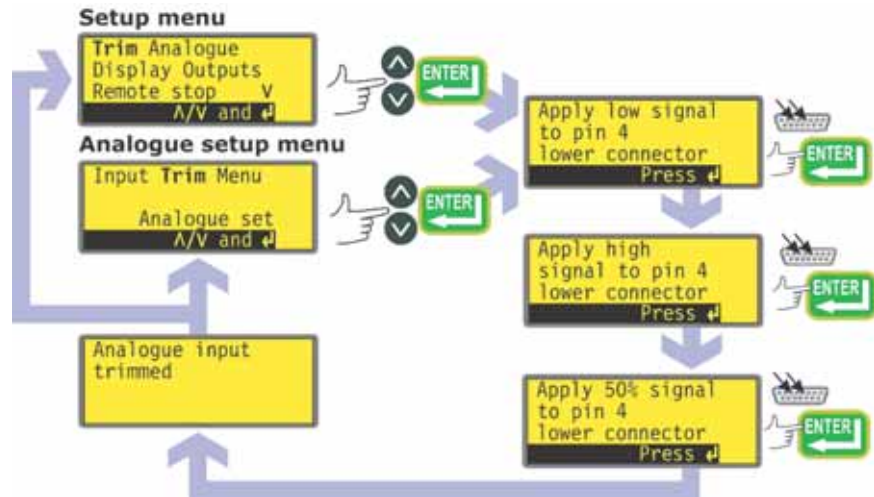 Setup menu
Trim Analogue
Display Outputs
Remote stop V
Λ/V and ↵
ENTER
Analogue setup menu
Input Trim Menu
Analogue set
Λ/V and ↵
ENTER
Apply low signal
to pin 4
lower connector
Press ↵
ENTER
Apply high
signal to pin 4
lower connector
Press ↵
ENTER
Apply 50% signal
to pin 4
lower connector
Press ↵
ENTER
Analogue input
trimmed